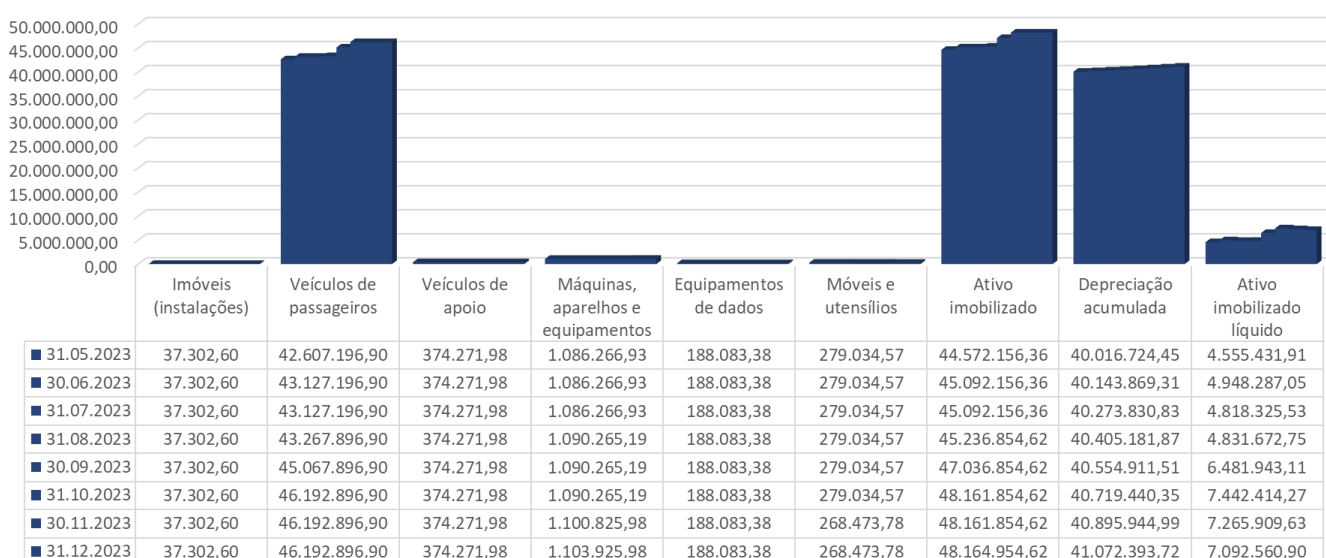 50.000.000,00
45.000.000,00
40.000.000,00
35.000.000,00
30.000.000,00
25.000.000,00
20.000.000,00
15.000.000,00
10.000.000,00
5.000.000,00
0,00
Imóveis (instalações) Veículos de passageiros Veículos de apoio Máquinas, aparelhos e equipamentos Equipamentos de dados Móveis e utensílios Ativo imobilizado Depreciação acumulada Ativo imobilizado líquido
31.05.2023 37.302,60 42.607.196,90 374.271,98 1.086.266,93 188.083,38 279.034,57 44.572.156,36 40.016.724,45 4.555.431,91
30.06.2023 37.302,60 43.127.196,90 374.271,98 1.086.266,93 188.083,38 279.034,57 45.092.156,36 40.143.869,31 4.948.287,05
31.07.2023 37.302,60 43.127.196,90 374.271,98 1.086.266,93 188.083,38 279.034,57 45.092.156,36 40.273.830,83 4.818.325,53
31.08.2023 37.302,60 43.267.896,90 374.271,98 1.090.265,19 188.083,38 279.034,57 45.236.854,62 40.405.181,87 4.831.672,75
30.09.2023 37.302,60 45.067.896,90 374.271,98 1.090.265,19 188.083,38 279.034,57 47.036.854,62 40.554.911,51 6.481.943,11
31.10.2023 37.302,60 46.192.896,90 374.271,98 1.090.265,19 188.083,38 279.034,57 48.161.854,62 40.719.440,35 7.442.414,27
30.11.2023 37.302,60 46.192.896,90 374.271,98 1.100.825,98 188.083,38 268.473,78 48.161.854,62 40.895.944,99 7.265.909,63
31.12.2023 37.302,60 46.192.896,90 374.271,98 1.103.925,98 188.083,38 268.473,78 48.164.954,62 41.072.393,72 7.092.560,90